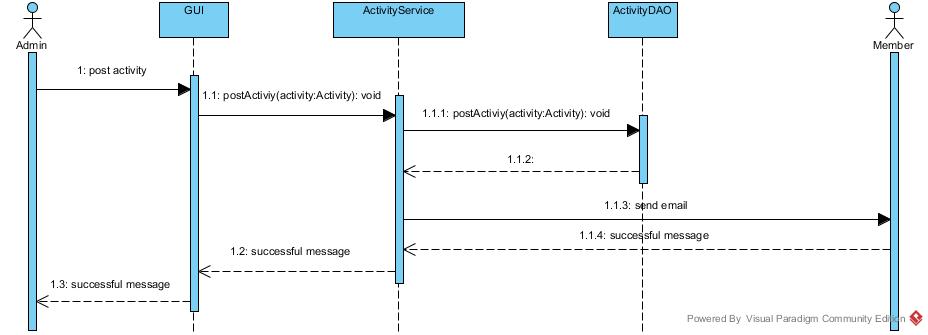 GUI
ActivityService
ActivityDAO
Admin
Member
1: post activity
1.1: postActiviy(activity:Activity): void
1.1.1: postActiviy(activity:Activity): void
1.1.2:
1.1.3: send email
1.1.4: successful message
1.2: successful message
1.3: successful message
Powered By Visual Paradigm Community Edition